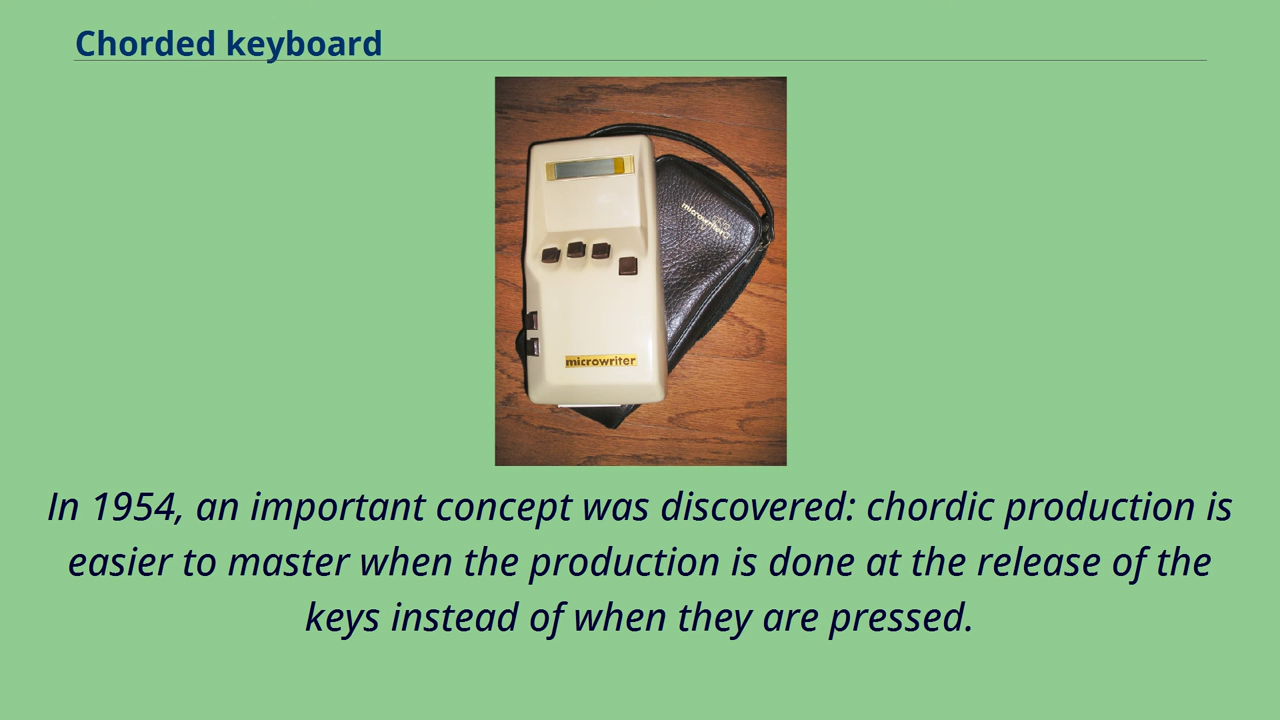 Chorded keyboard
microwriter
microwriter
In 1954, an important concept was discovered: chordic production is
easier to master when the production is done at the release of the
keys instead of when they are pressed.